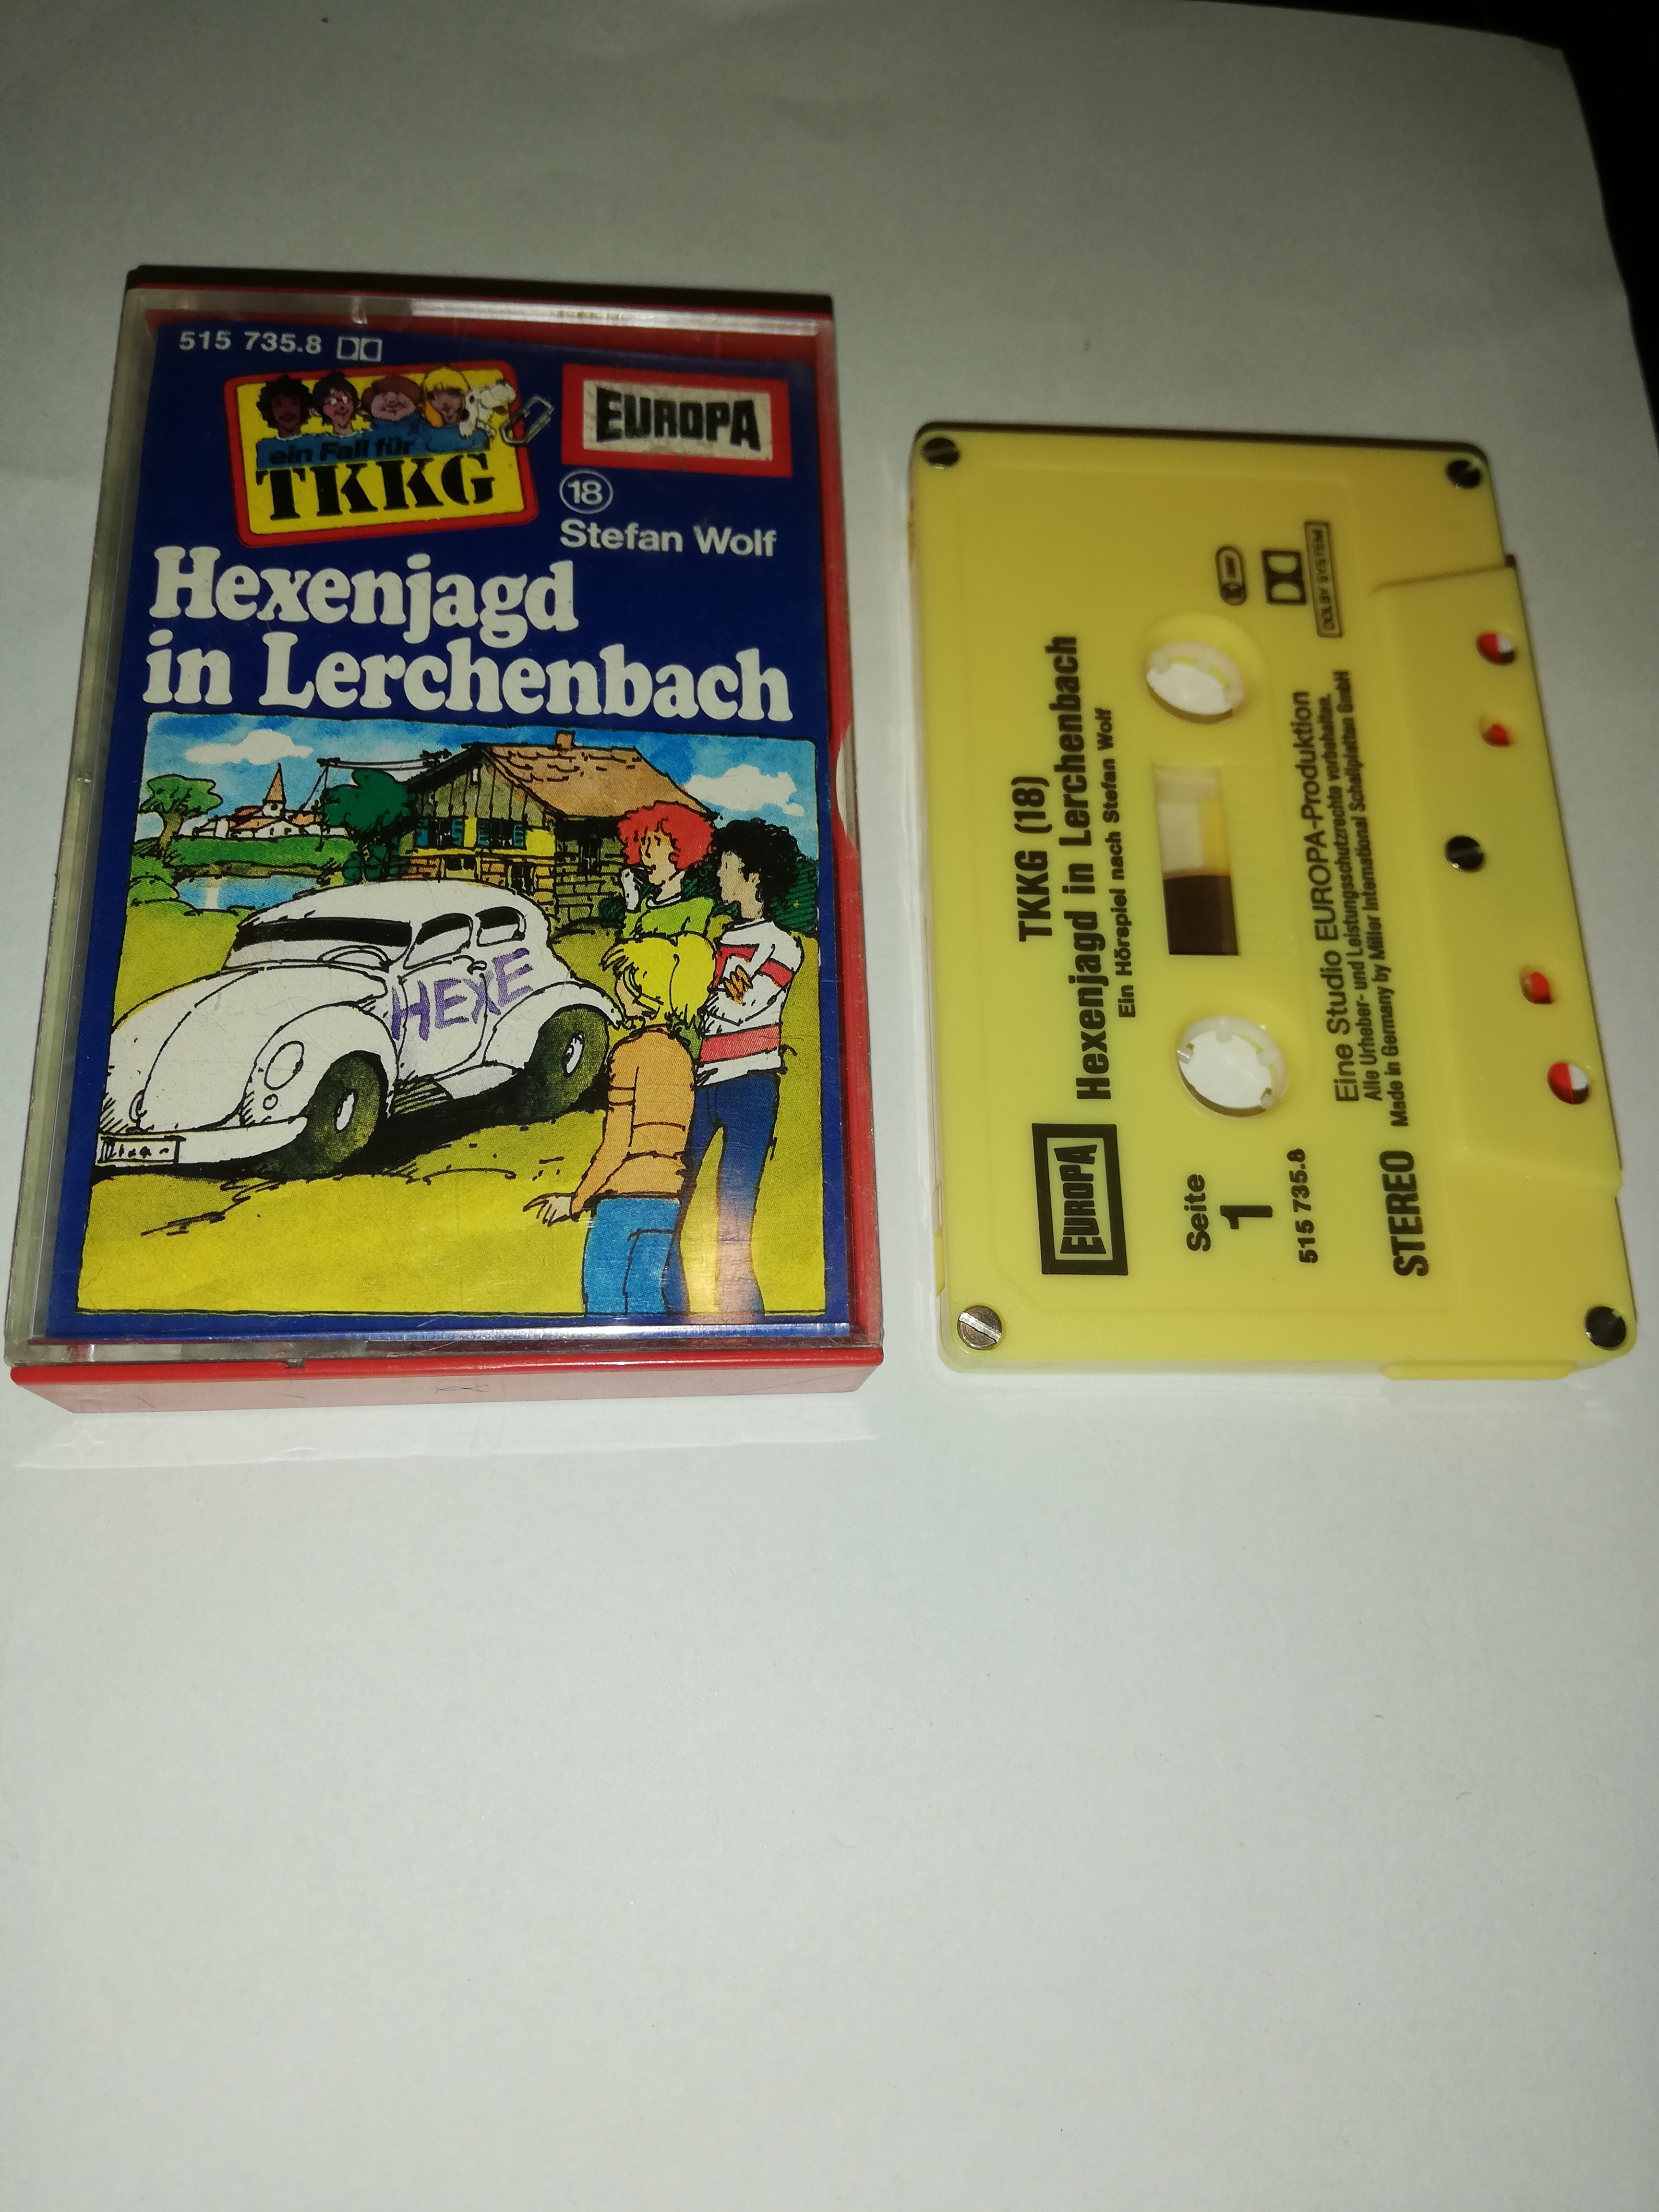 515 735.8
ein Fall für
TKKG
EUROPA
18
Stefan Wolf
Hexenjagd
in Lerchenbach
HEXE
TKKG (18)
Hexenjagd in Lerchenbach
Ein Hörspiel nach Stefan Wolf
EUROPA
Seite
1
515 735.8
STEREO
Eine Studio EUROPA-Produktion
Alle Urheber- und Leistungsschutzrechte vorbehalten.
Made in Germany by Miller International Schallplatten GmbH
DOLBY SYSTEM